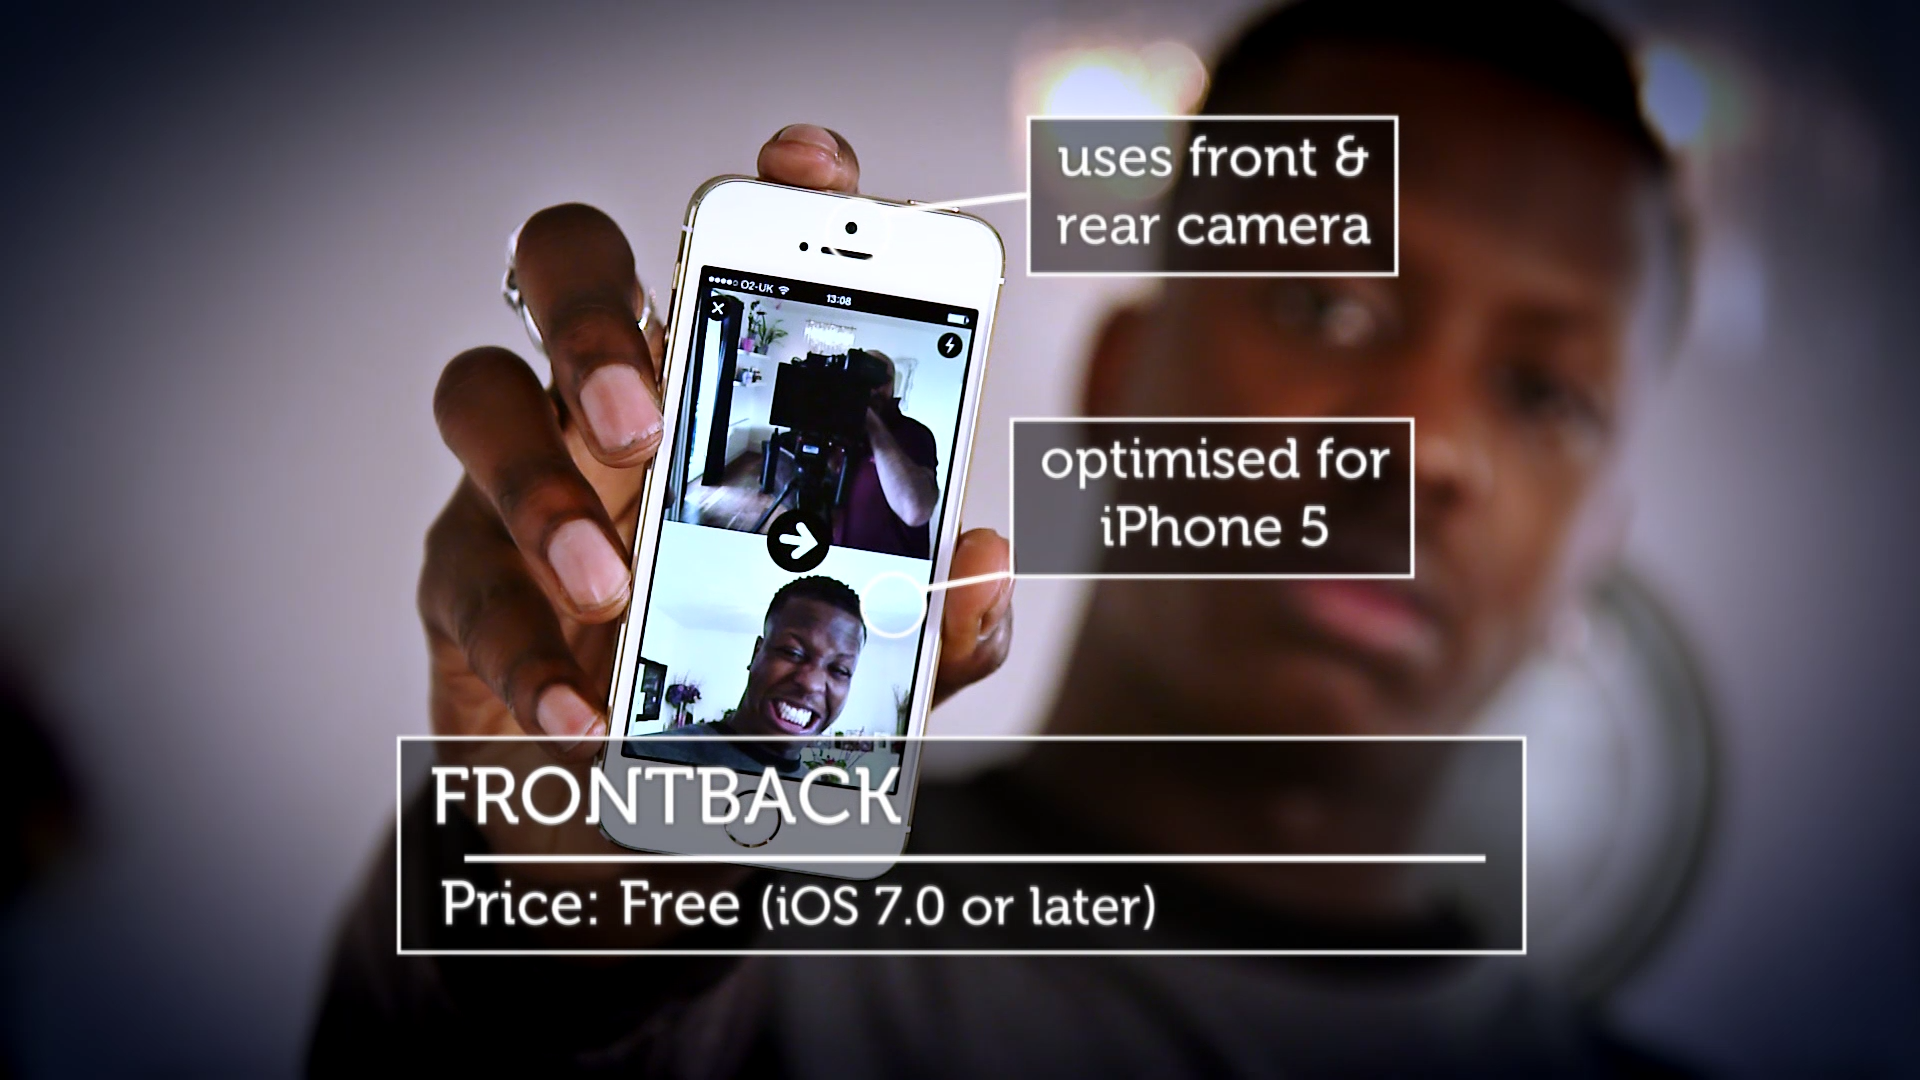 uses front &
rear camera
O2-UK
13:08
optimised for
iPhone 5
FRONTBACK
Price: Free (iOS 7.0 or later)